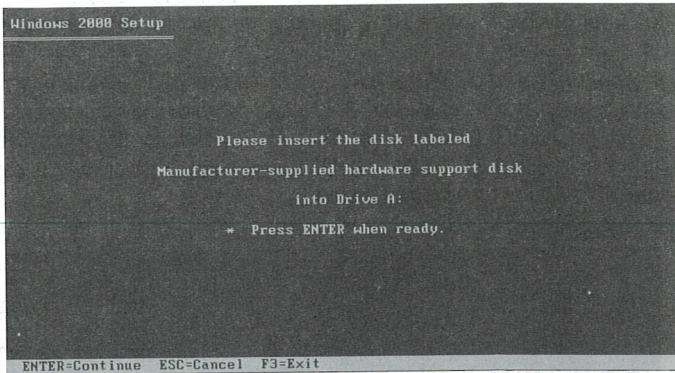 Windows 2000 Setup
Please insert the disk labeled
Manufacturer-supplied hardware support disk
into Drive A:
* Press ENTER when ready.
ENTER=Continue ESC=Cancel F3=Exit